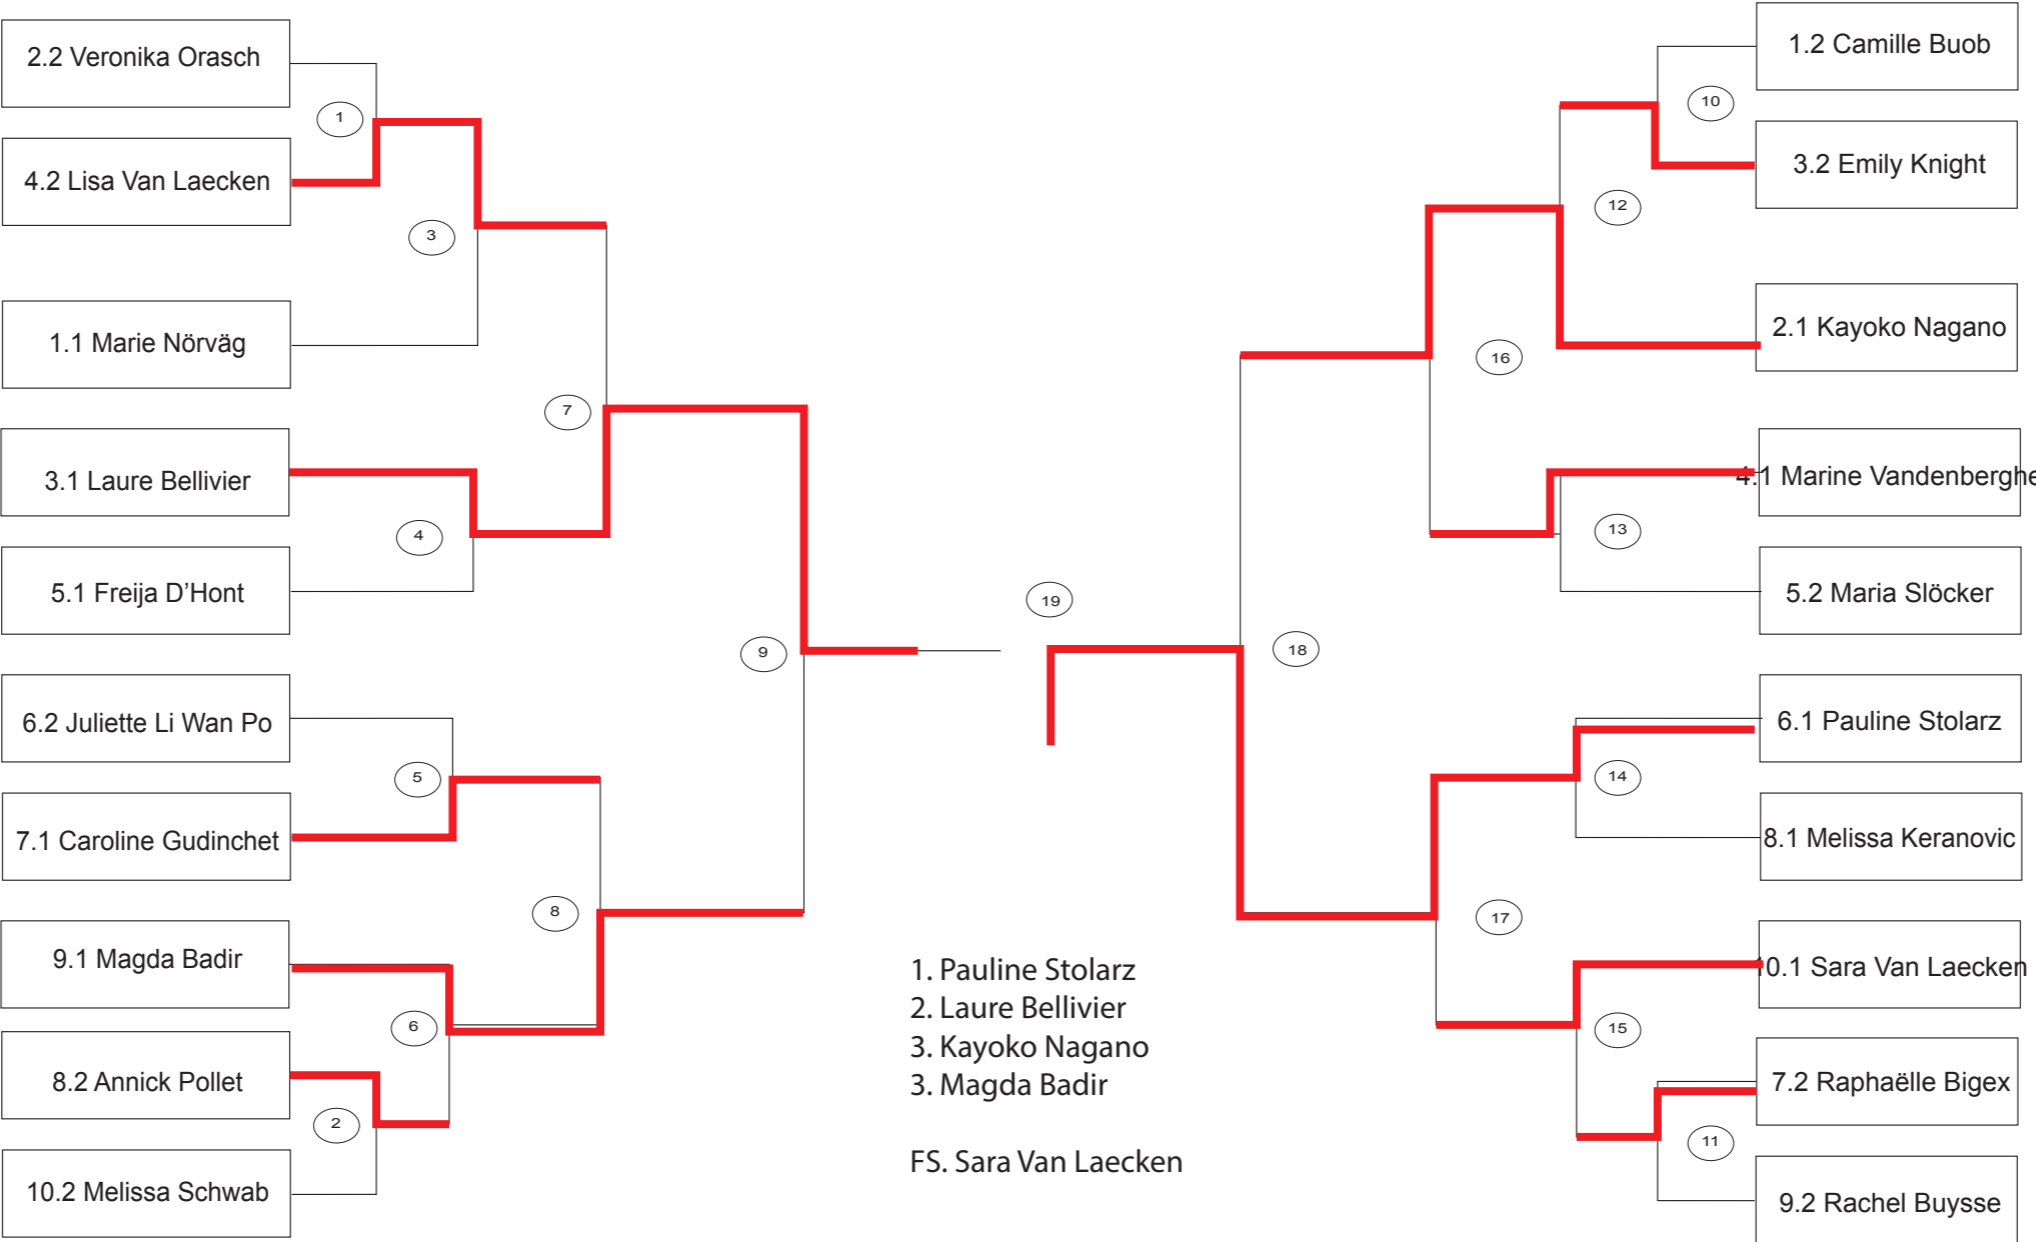 2.2 Veronika Orasch
1
4.2 Lisa Van Laecken
3
1.1 Marie Nörväg
7
3.1 Laure Bellivier
4
5.1 Freija D’Hont
9
6.2 Juliette Li Wan Po
5
7.1 Caroline Gudinchet
8
9.1 Magda Badir
6
8.2 Annick Pollet
2
10.2 Melissa Schwab
19
1. Pauline Stolarz
2. Laure Bellivier
3. Kayoko Nagano
3. Magda Badir
FS. Sara Van Laecken
1.2 Camille Buob
10
3.2 Emily Knight
12
2.1 Kayoko Nagano
16
4.1 Marine Vandenberghe
13
5.2 Maria Slöcker
18
6.1 Pauline Stolarz
14
8.1 Melissa Keranovic
17
10.1 Sara Van Laecken
15
7.2 Raphaëlle Bigex
11
9.2 Rachel Buysse